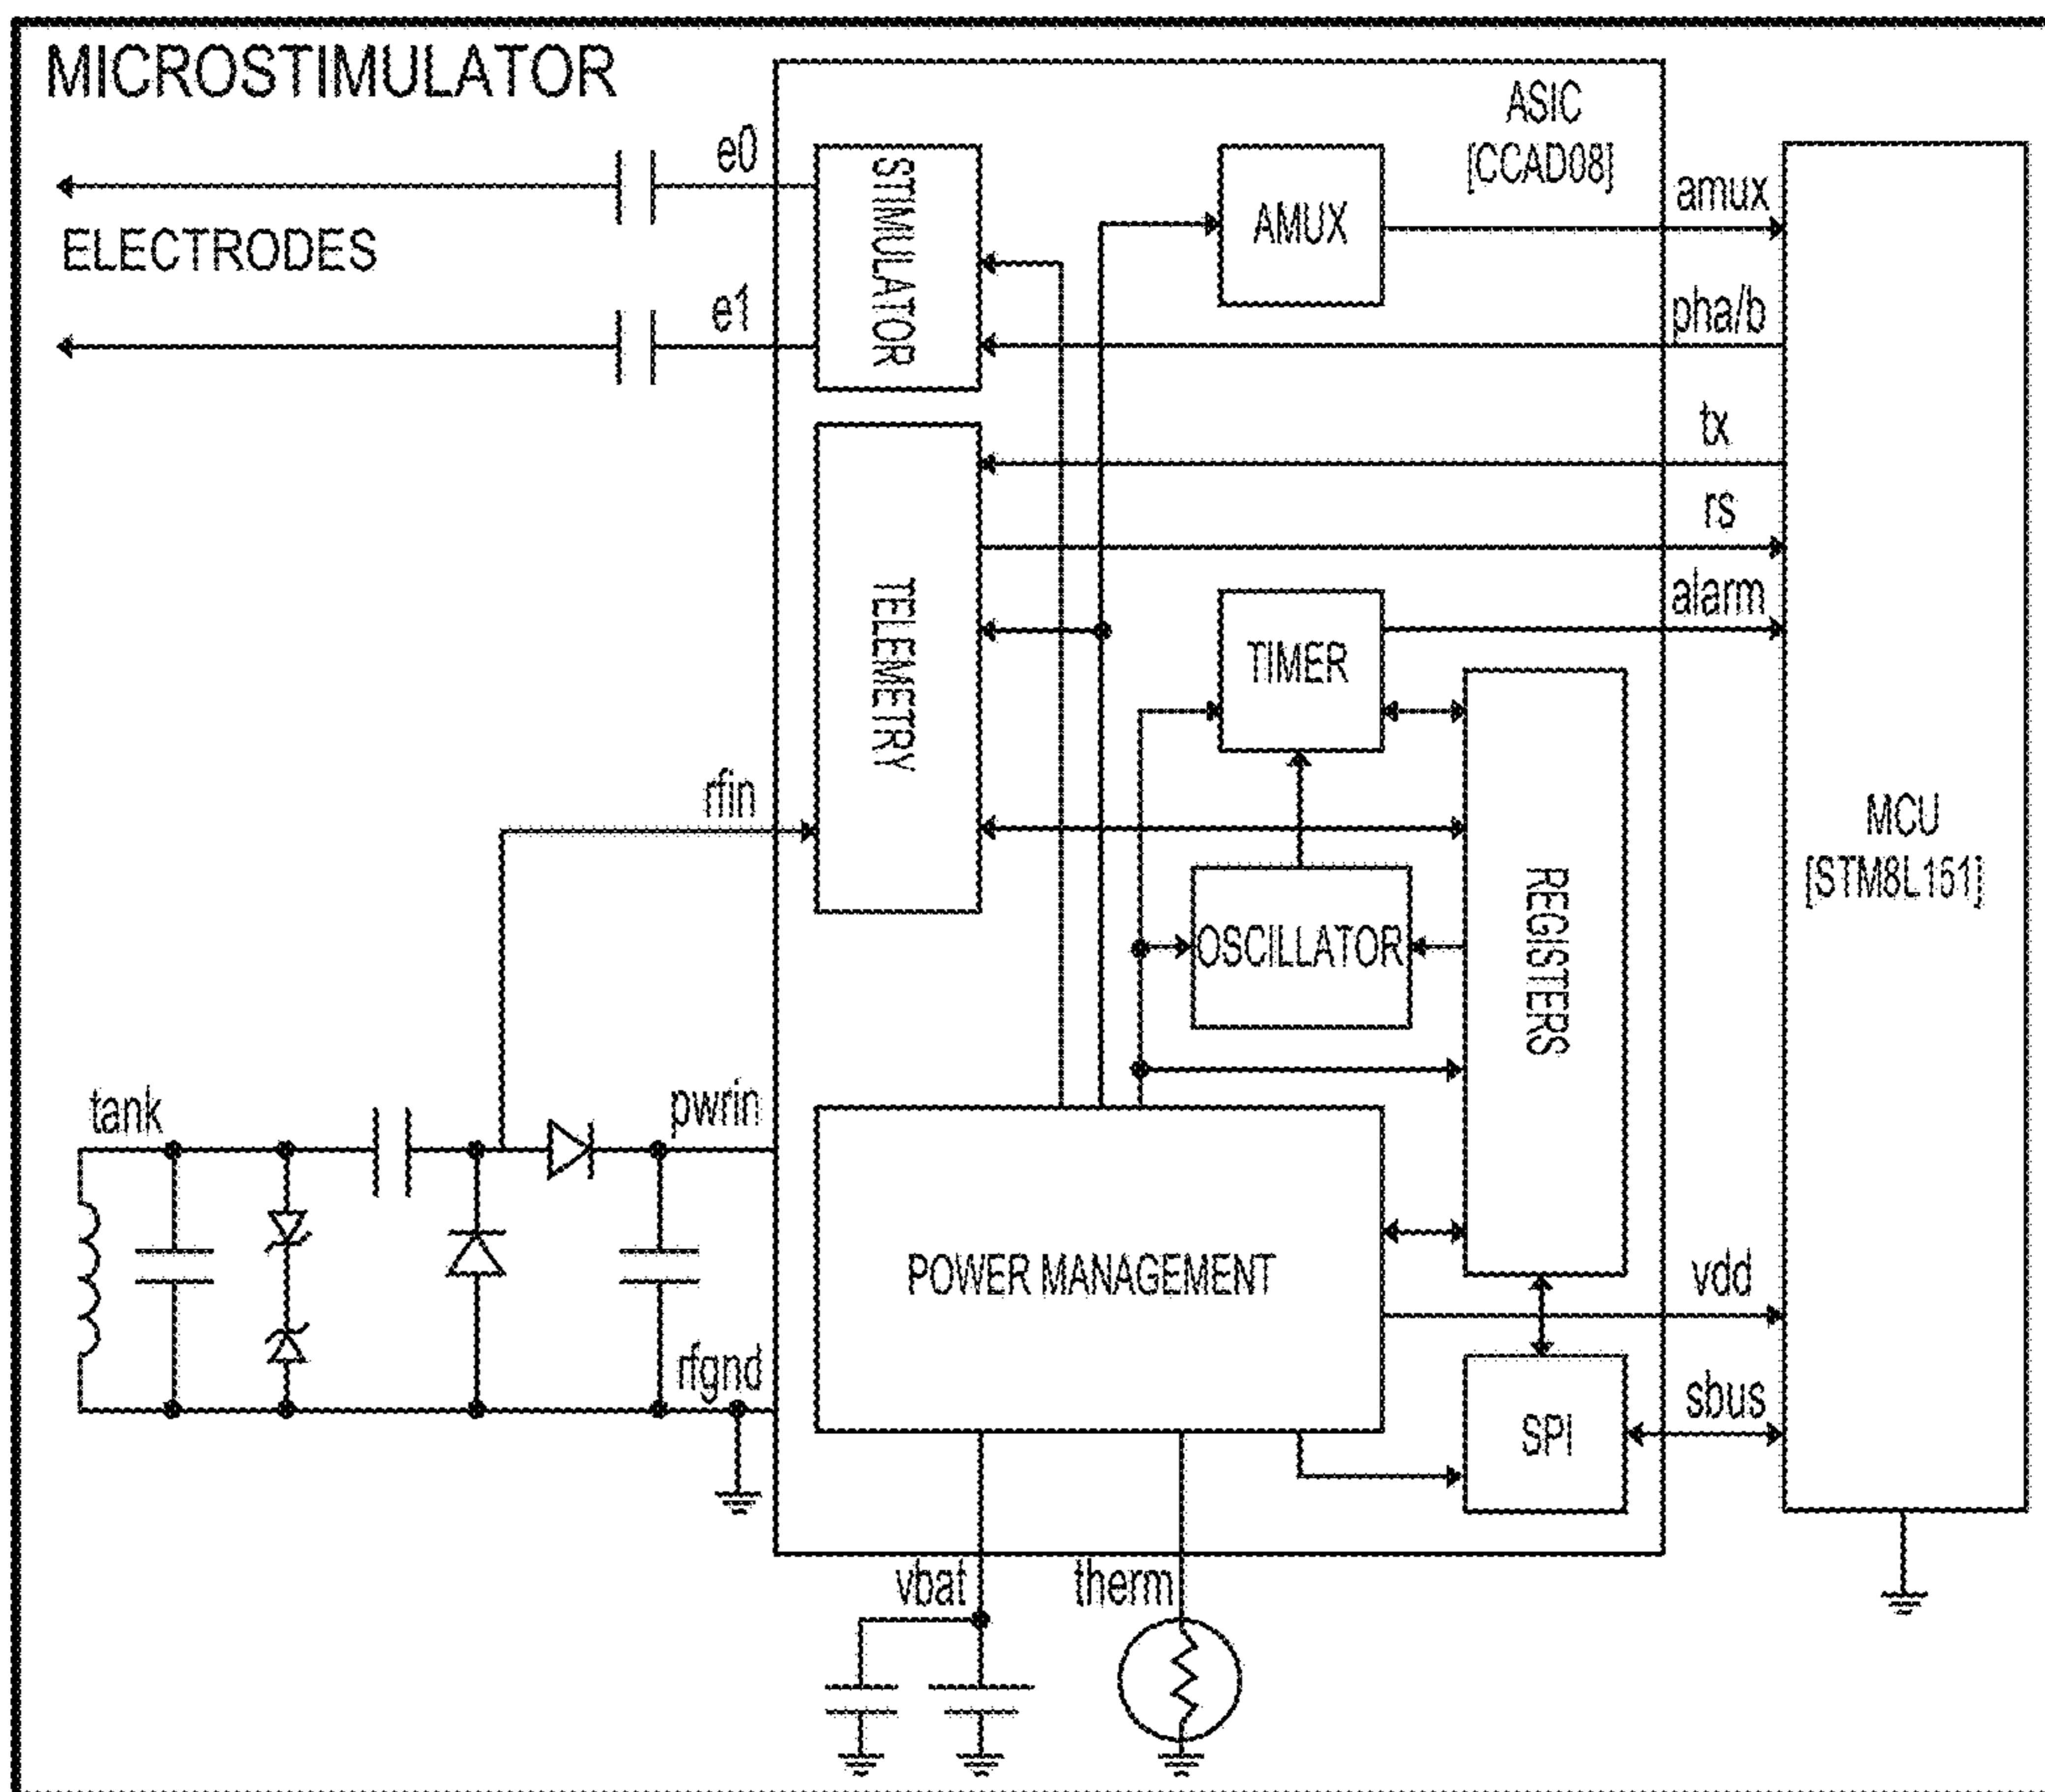 MICROSTIMULATOR
ASIC
[CCAD08]
e0
STIMULATOR
AMUX
amux
ELECTRODES
e1
pha/b
tx
rs
alarm
TELEMETRY
TIMER
rfin
MCU
[STM8L151]
OSCILLATOR
REGISTERS
tank
pwrin
POWER MANAGEMENT
vdd
rfgnd
sbus
SPI
vbat
therm